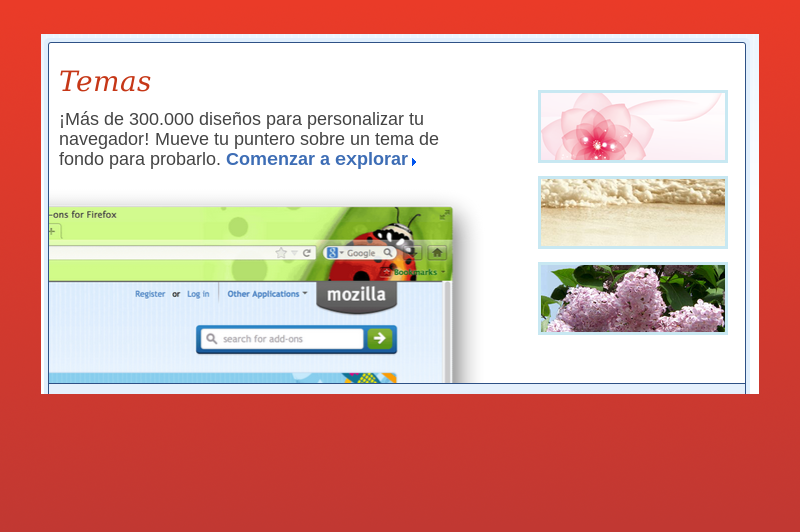 Temas
¡Más de 300.000 diseños para personalizar tu
navegador! Mueve tu puntero sobre un tema de
fondo para probarlo. Comenzar a explorar
-ons for Firefox
Google
Bookmarks
Register or Log in Other Applications
mozilla
search for add-ons